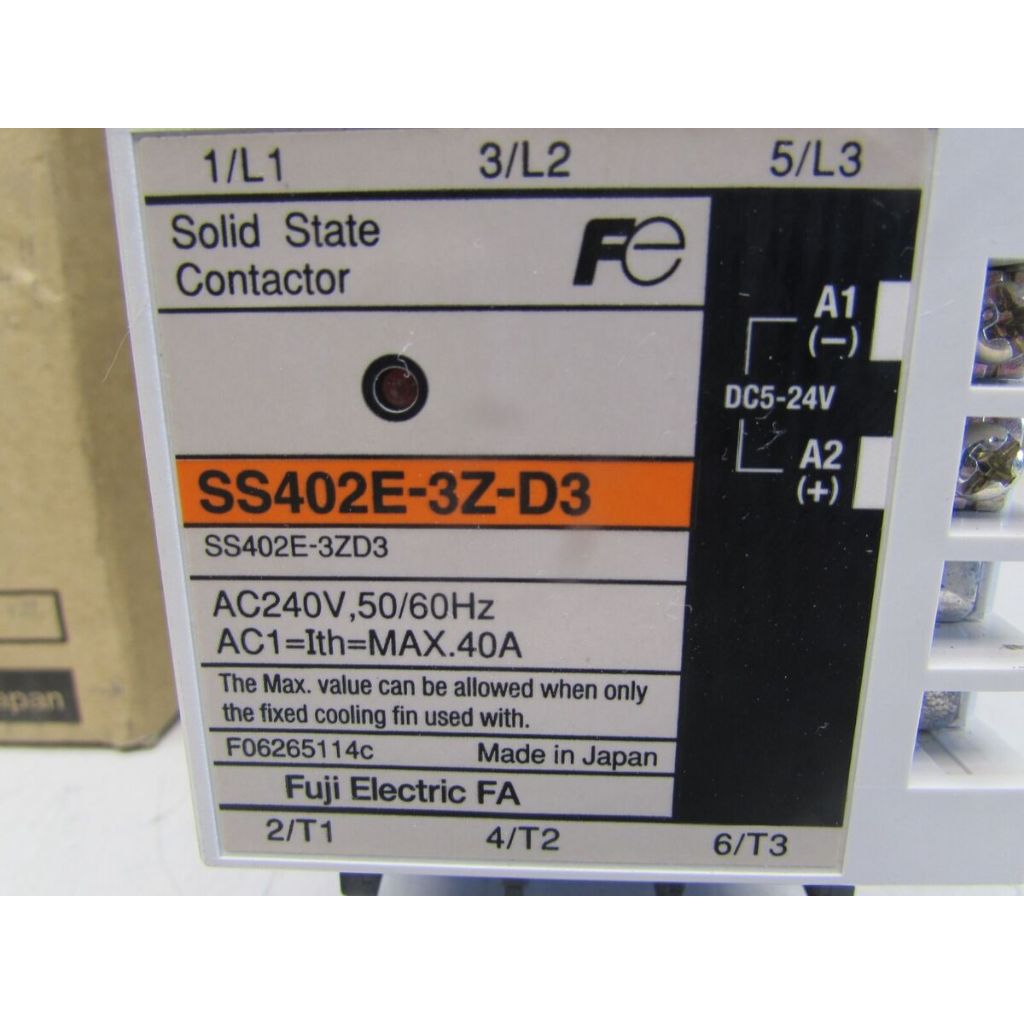 1/L1 3/L2 5/L3
Solid State
Contactor
Fe
A1
(−)
DC5-24V
A2
(+)
SS402E-3Z-D3
SS402E-3ZD3
AC240V,50/60Hz
AC1=Ith=MAX.40A
The Max. value can be allowed when only
the fixed cooling fin used with.
F06265114c Made in Japan
Fuji Electric FA
2/T1 4/T2 6/T3